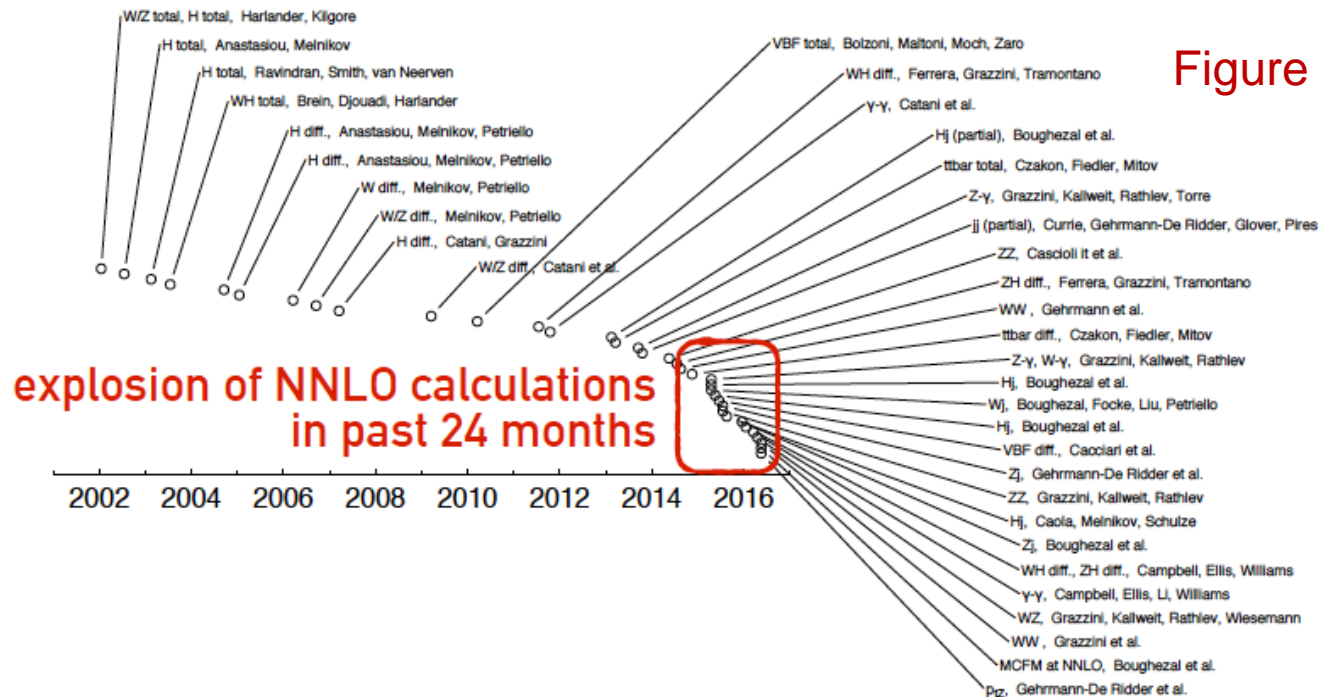 W/Z total, H total, Harlander, Kilgore
H total, Anastasiou, Melnikov
H total, Ravindran, Smith, van Neerven
WH total, Brein, Djouadi, Harlander
H diff., Anastasiou, Melnikov, Petriello
H diff., Anastasiou, Melnikov, Petriello
W diff., Melnikov, Petriello
W/Z diff., Melnikov, Petriello
H diff., Catani, Grazzini
W/Z diff., Catani et al.
VBF total, Bolzoni, Maltoni, Moch, Zaro
WH diff., Ferrera, Grazzini, Tramontano
γ-γ, Catani et al.
Hj (partial), Boughezal et al.
ttbar total, Czakon, Fiedler, Mitov
Z-γ, Grazzini, Kallweit, Rathlev, Torre
jj (partial), Currie, Gehrmann-De Ridder, Glover, Pires
ZZ, Cascioli it et al.
ZH diff., Ferrera, Grazzini, Tramontano
WW, Gehrmann et al.
ttbar diff., Czakon, Fiedler, Mitov
Z-γ, W-γ, Grazzini, Kallweit, Rathlev
Hj, Boughezal et al.
Wj, Boughezal, Focke, Liu, Petriello
Hj, Boughezal et al.
VBF diff., Cacciari et al.
Zj, Gehrmann-De Ridder et al.
ZZ, Grazzini, Kallweit, Rathlev
Hj, Caola, Melnikov, Schulze
Zj, Boughezal et al.
WH diff., ZH diff., Campbell, Ellis, Williams
γ-γ, Campbell, Ellis, Li, Williams
WZ, Grazzini, Kallweit, Rathlev, Wiesemann
WW, Grazzini et al.
MCFM at NNLO, Boughezal et al.
ptz, Gehrmann-De Ridder et al.
Figure
explosion of NNLO calculations
in past 24 months
2002 2004 2006 2008 2010 2012 2014 2016